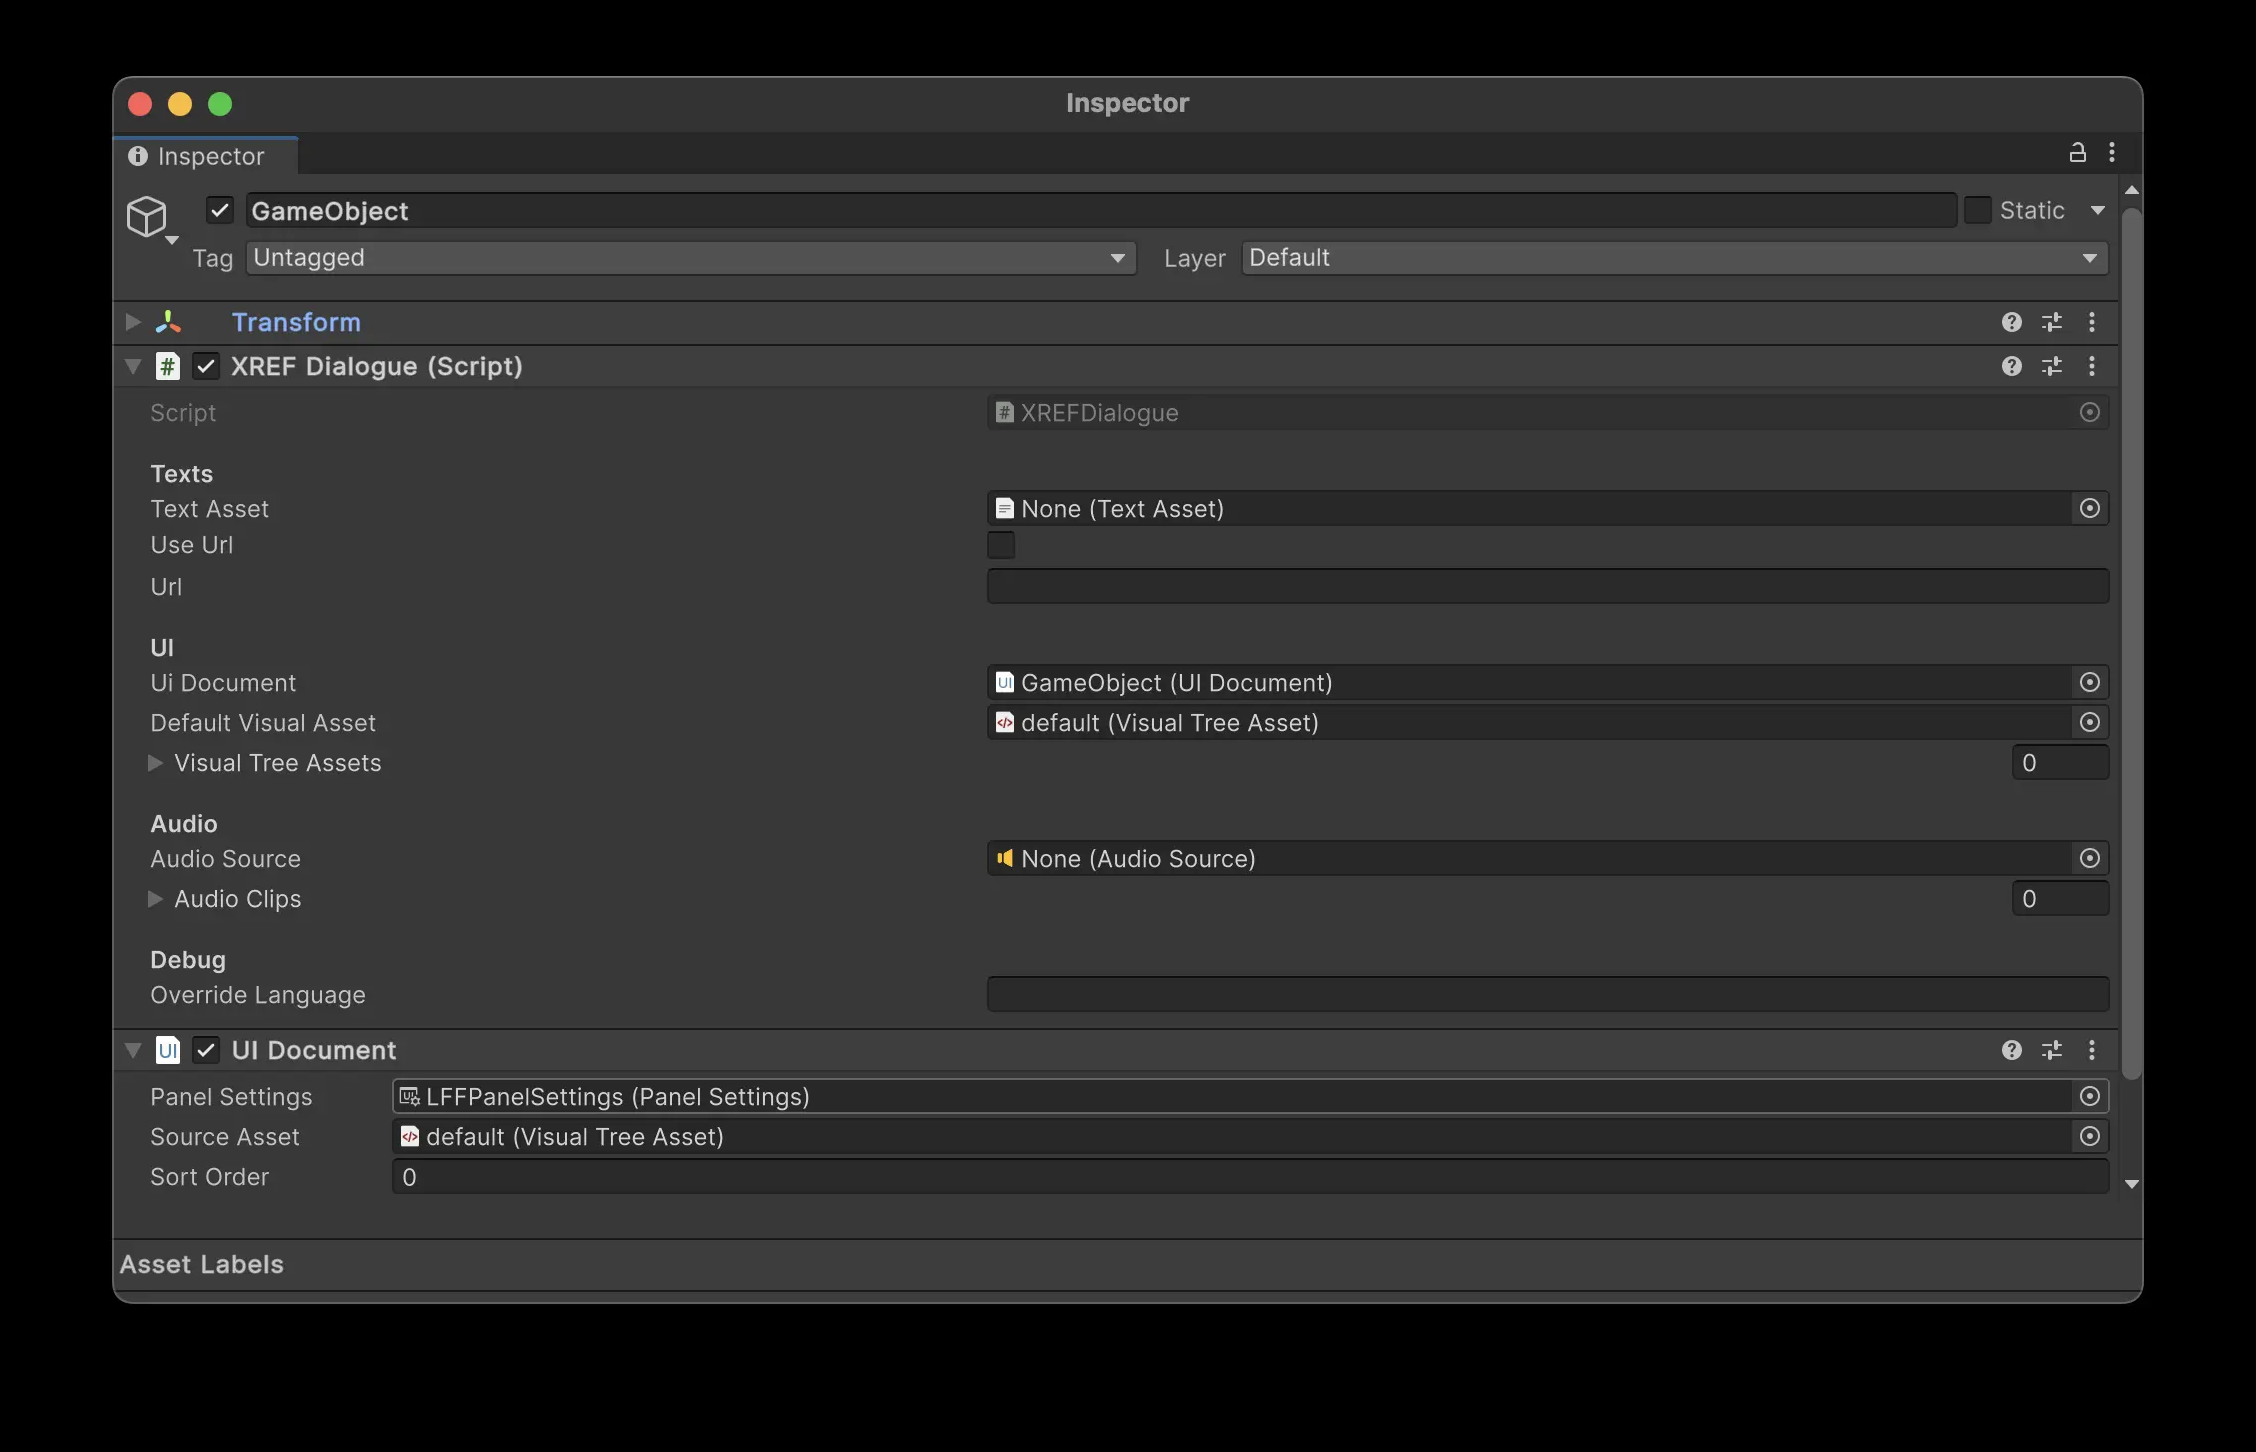 Inspector
Inspector
GameObject
Static
Tag Untagged Layer Default
Transform
# XREF Dialogue (Script)
Script # XREFDialogue
Texts
Text Asset None (Text Asset)
Use Url
Url
UI
Ui Document UI GameObject (UI Document)
Default Visual Asset </> default (Visual Tree Asset)
Visual Tree Assets 0
Audio
Audio Source None (Audio Source)
Audio Clips 0
Debug
Override Language
UI UI Document
Panel Settings LFFPanelSettings (Panel Settings)
Source Asset </> default (Visual Tree Asset)
Sort Order 0
Asset Labels